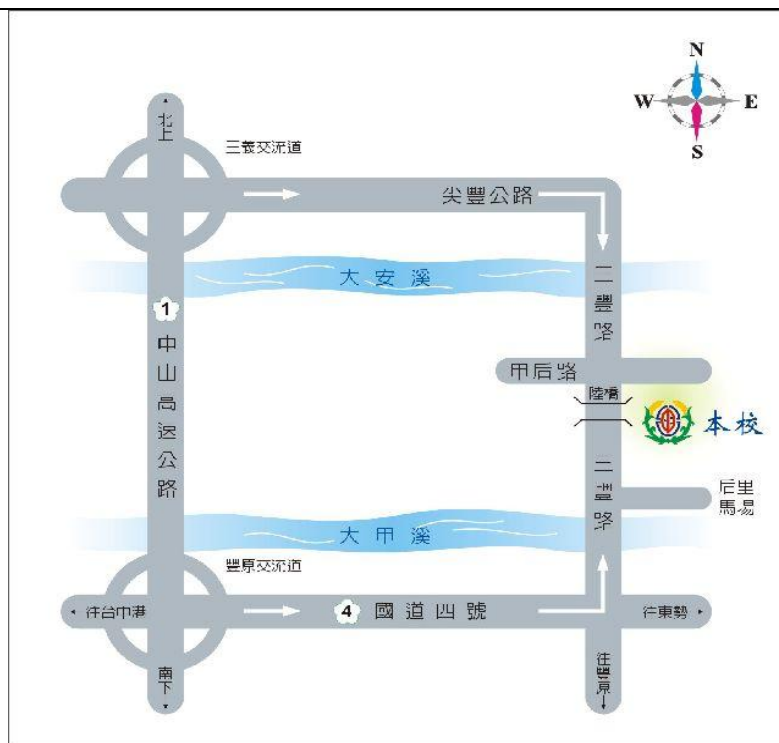 N
W E
S
北上
三義交流道
尖豐公路
大安溪
二豐路
1
中山高速公路
甲后路
陸橋
本校
三豐路
后里
馬場
大甲溪
豐原交流道
往台中港
4 國道四號
往東勢
南下
往豐原